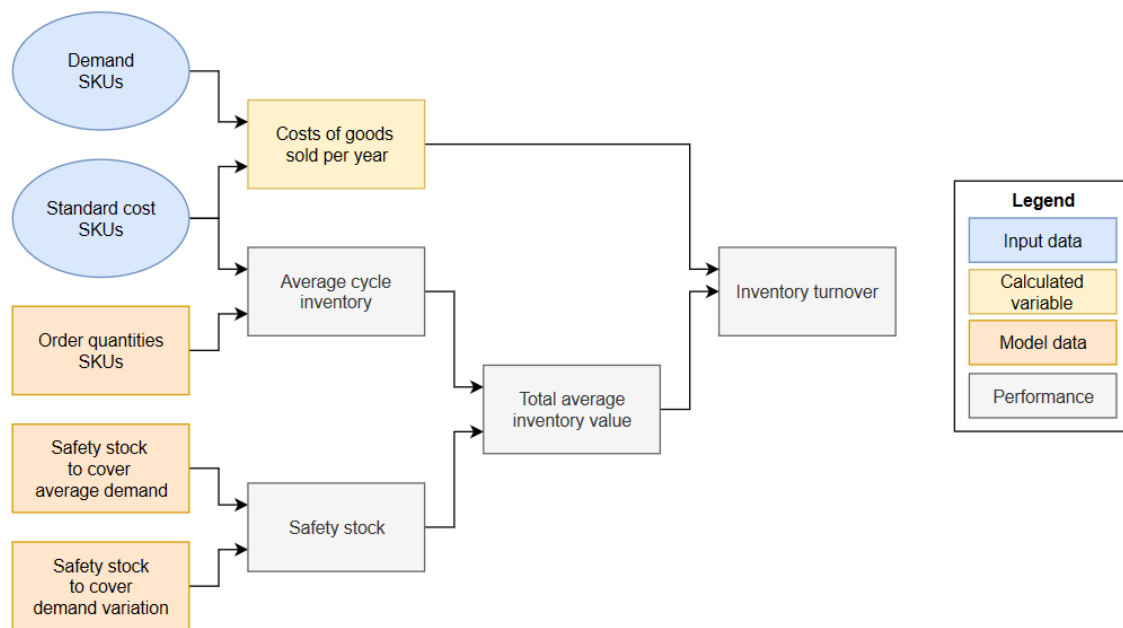 Demand
SKUs
Costs of goods
sold per year
Standard cost
SKUs
Average cycle
inventory
Inventory turnover
Order quantities
SKUs
Total average
inventory value
Safety stock
to cover
average demand
Safety stock
Safety stock
to cover
demand variation
Legend
Input data
Calculated
variable
Model data
Performance